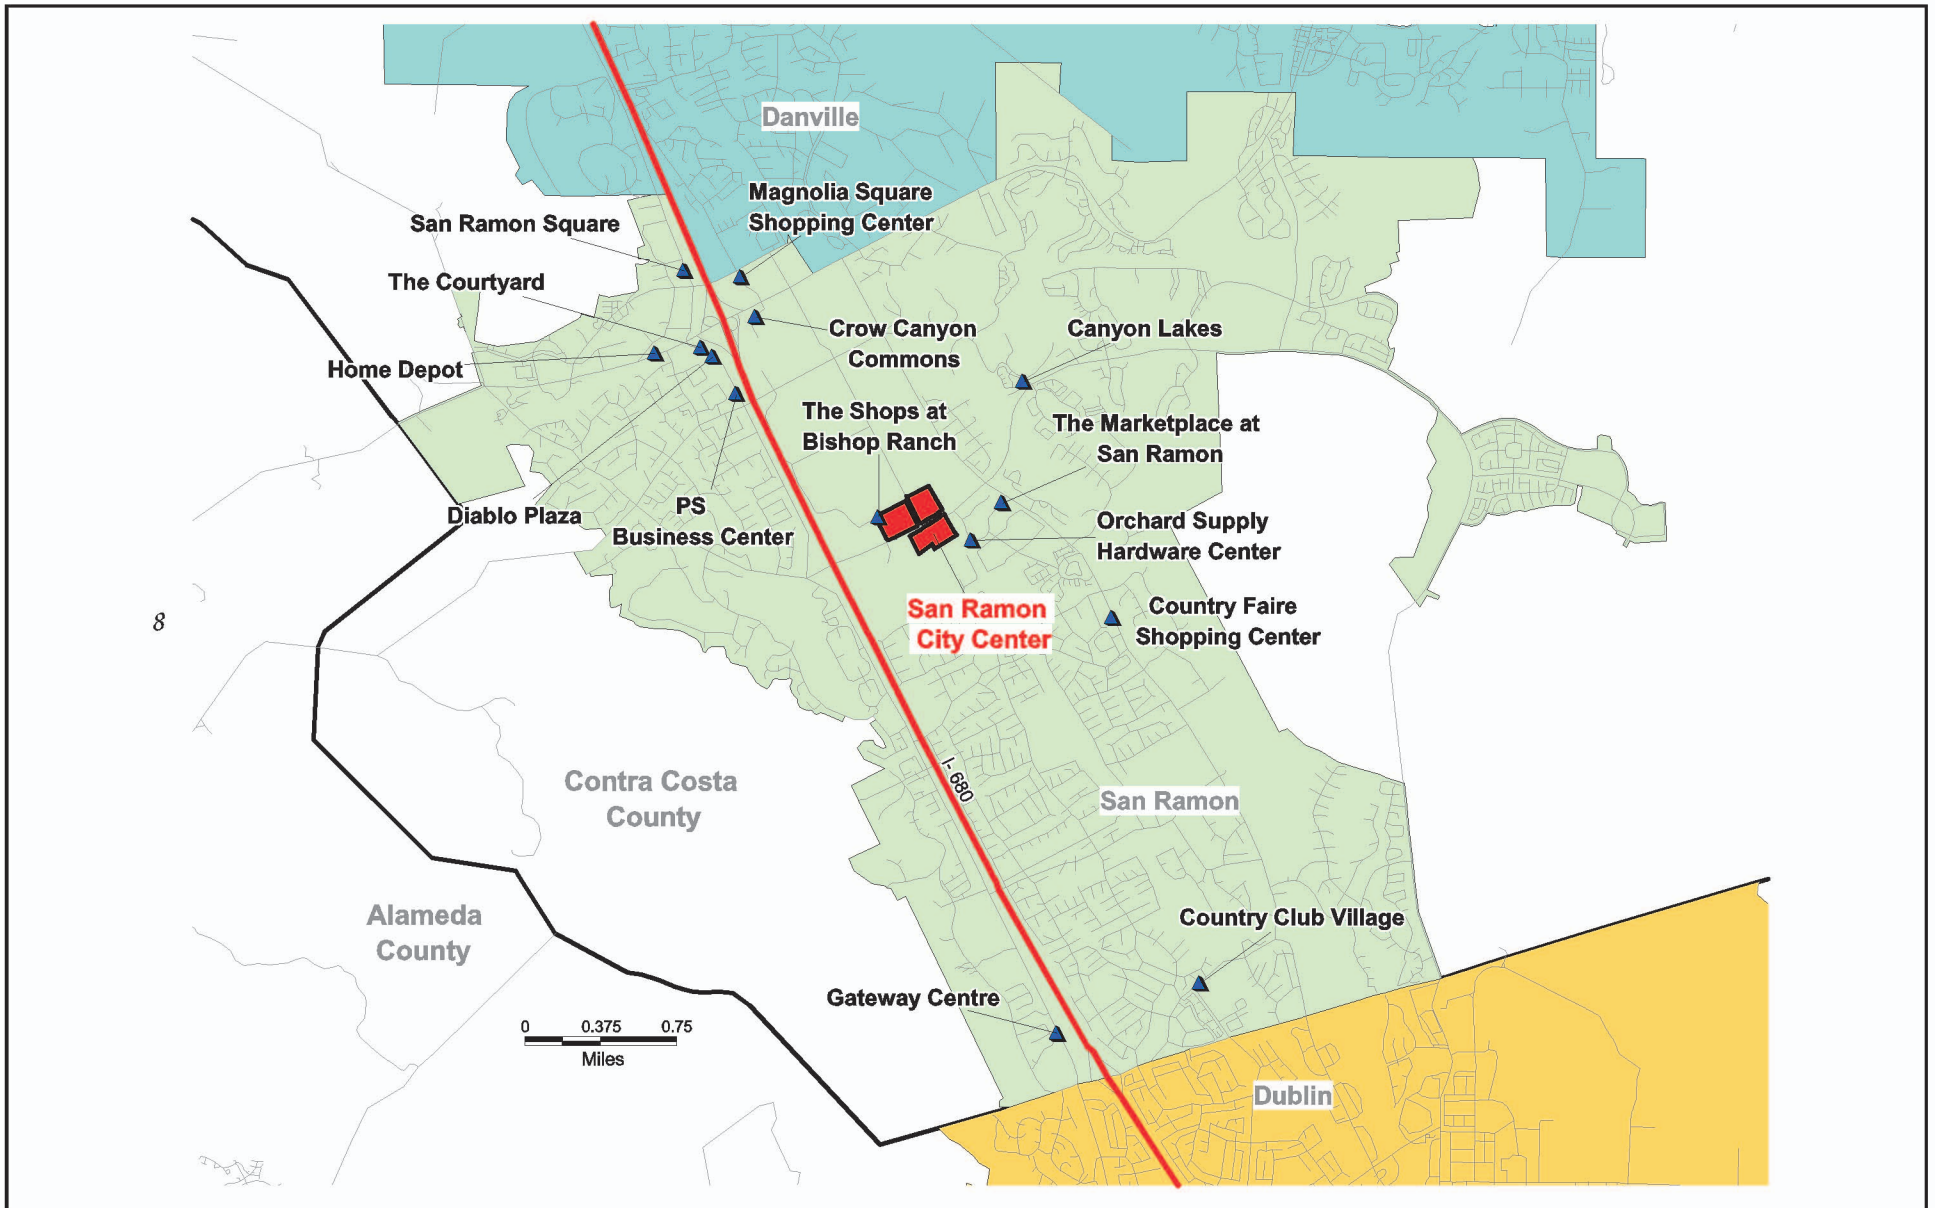 Danville
Magnolia Square
Shopping Center
San Ramon Square
The Courtyard
Crow Canyon
Commons
Canyon Lakes
Home Depot
The Shops at
Bishop Ranch
The Marketplace at
San Ramon
Diablo Plaza
PS
Business Center
Orchard Supply
Hardware Center
8
San Ramon
City Center
Country Faire
Shopping Center
I- 680
Contra Costa
County
San Ramon
Alameda
County
Country Club Village
Gateway Centre
0 0.375 0.75
Miles
Dublin